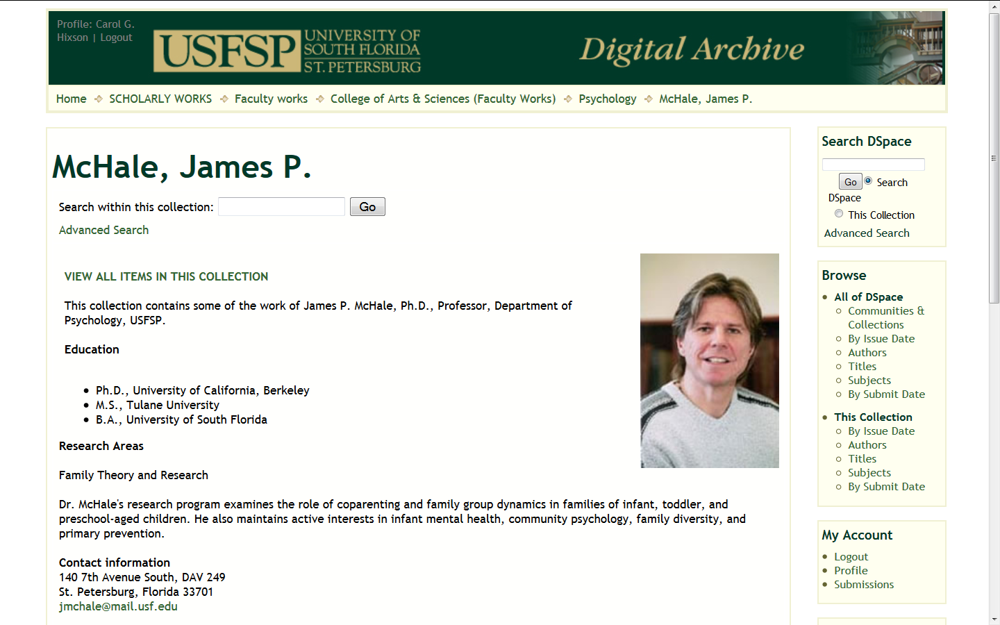 Profile: Carol G.
Hixson | Logout
USFSP
UNIVERSITY OF
SOUTH FLORIDA
ST. PETERSBURG
Digital Archive
Home SCHOLARLY WORKS Faculty works College of Arts & Sciences (Faculty Works) Psychology McHale, James P.
McHale, James P.
Search within this collection: Go
Advanced Search
VIEW ALL ITEMS IN THIS COLLECTION
This collection contains some of the work of James P. McHale, Ph.D., Professor, Department of
Psychology, USFSP.
Education
Ph.D., University of California, Berkeley
M.S., Tulane University
B.A., University of South Florida
Research Areas
Family Theory and Research
Dr. McHale's research program examines the role of coparenting and family group dynamics in families of infant, toddler, and
preschool-aged children. He also maintains active interests in infant mental health, community psychology, family diversity, and
primary prevention.
Contact information
140 7th Avenue South, DAV 249
St. Petersburg, Florida 33701
jmchale@mail.usf.edu
Search DSpace
Go Search
DSpace
This Collection
Advanced Search
Browse
All of DSpace
Communities &
Collections
By Issue Date
Authors
Titles
Subjects
By Submit Date
This Collection
By Issue Date
Authors
Titles
Subjects
By Submit Date
My Account
Logout
Profile
Submissions